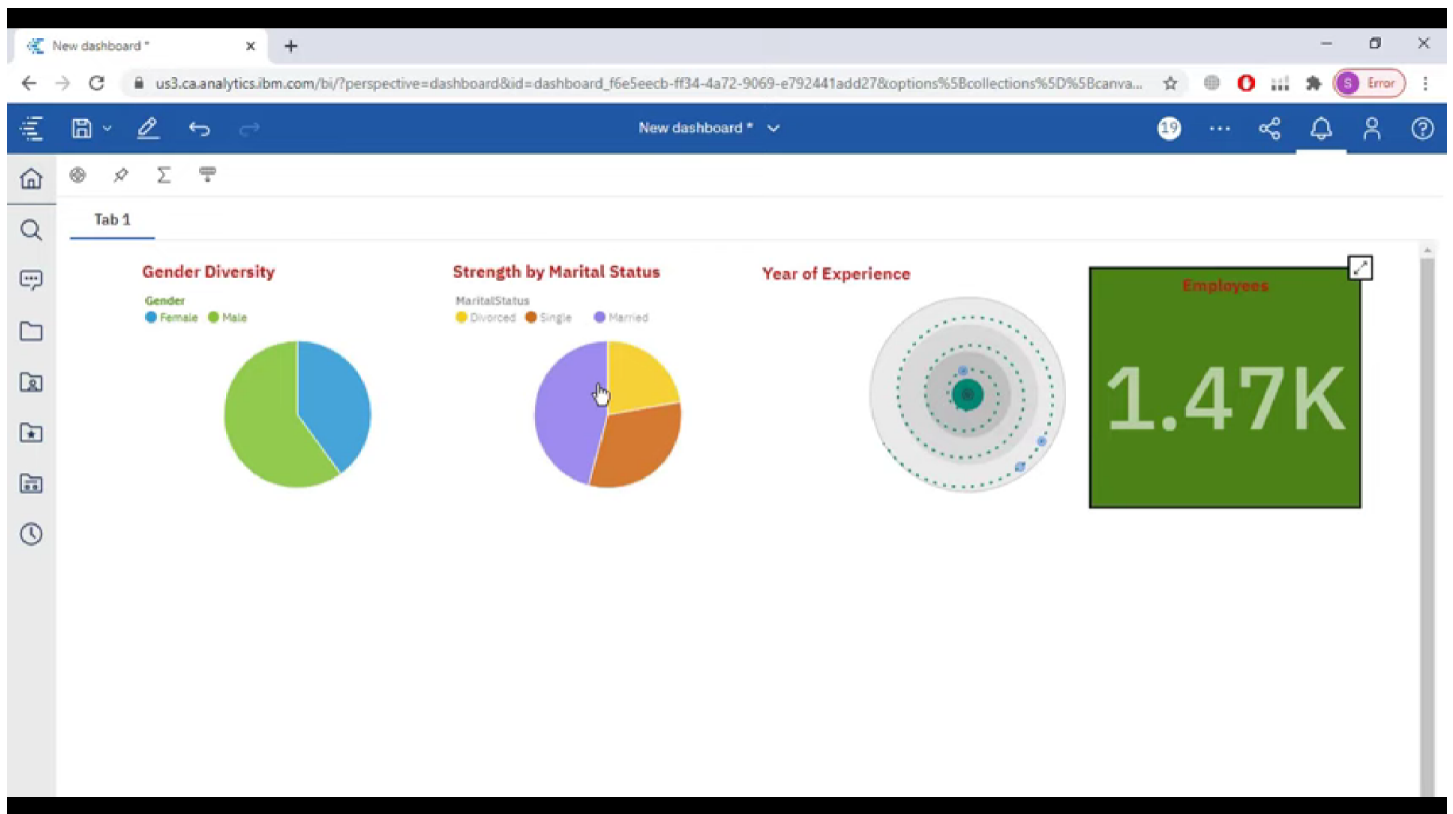 New dashboard *
us3.ca.analytics.ibm.com/bi/?perspective=dashboard&id=dashboard_f6e5eecb-ff34-4a72-9069-e792441add27&options%5Bcollections%5D%5Bcanva...
S Error
New dashboard *
19
Tab 1
Gender Diversity
Gender
Female Male
Strength by Marital Status
MaritalStatus
Divorced Single Married
Year of Experience
Employees
1.47K